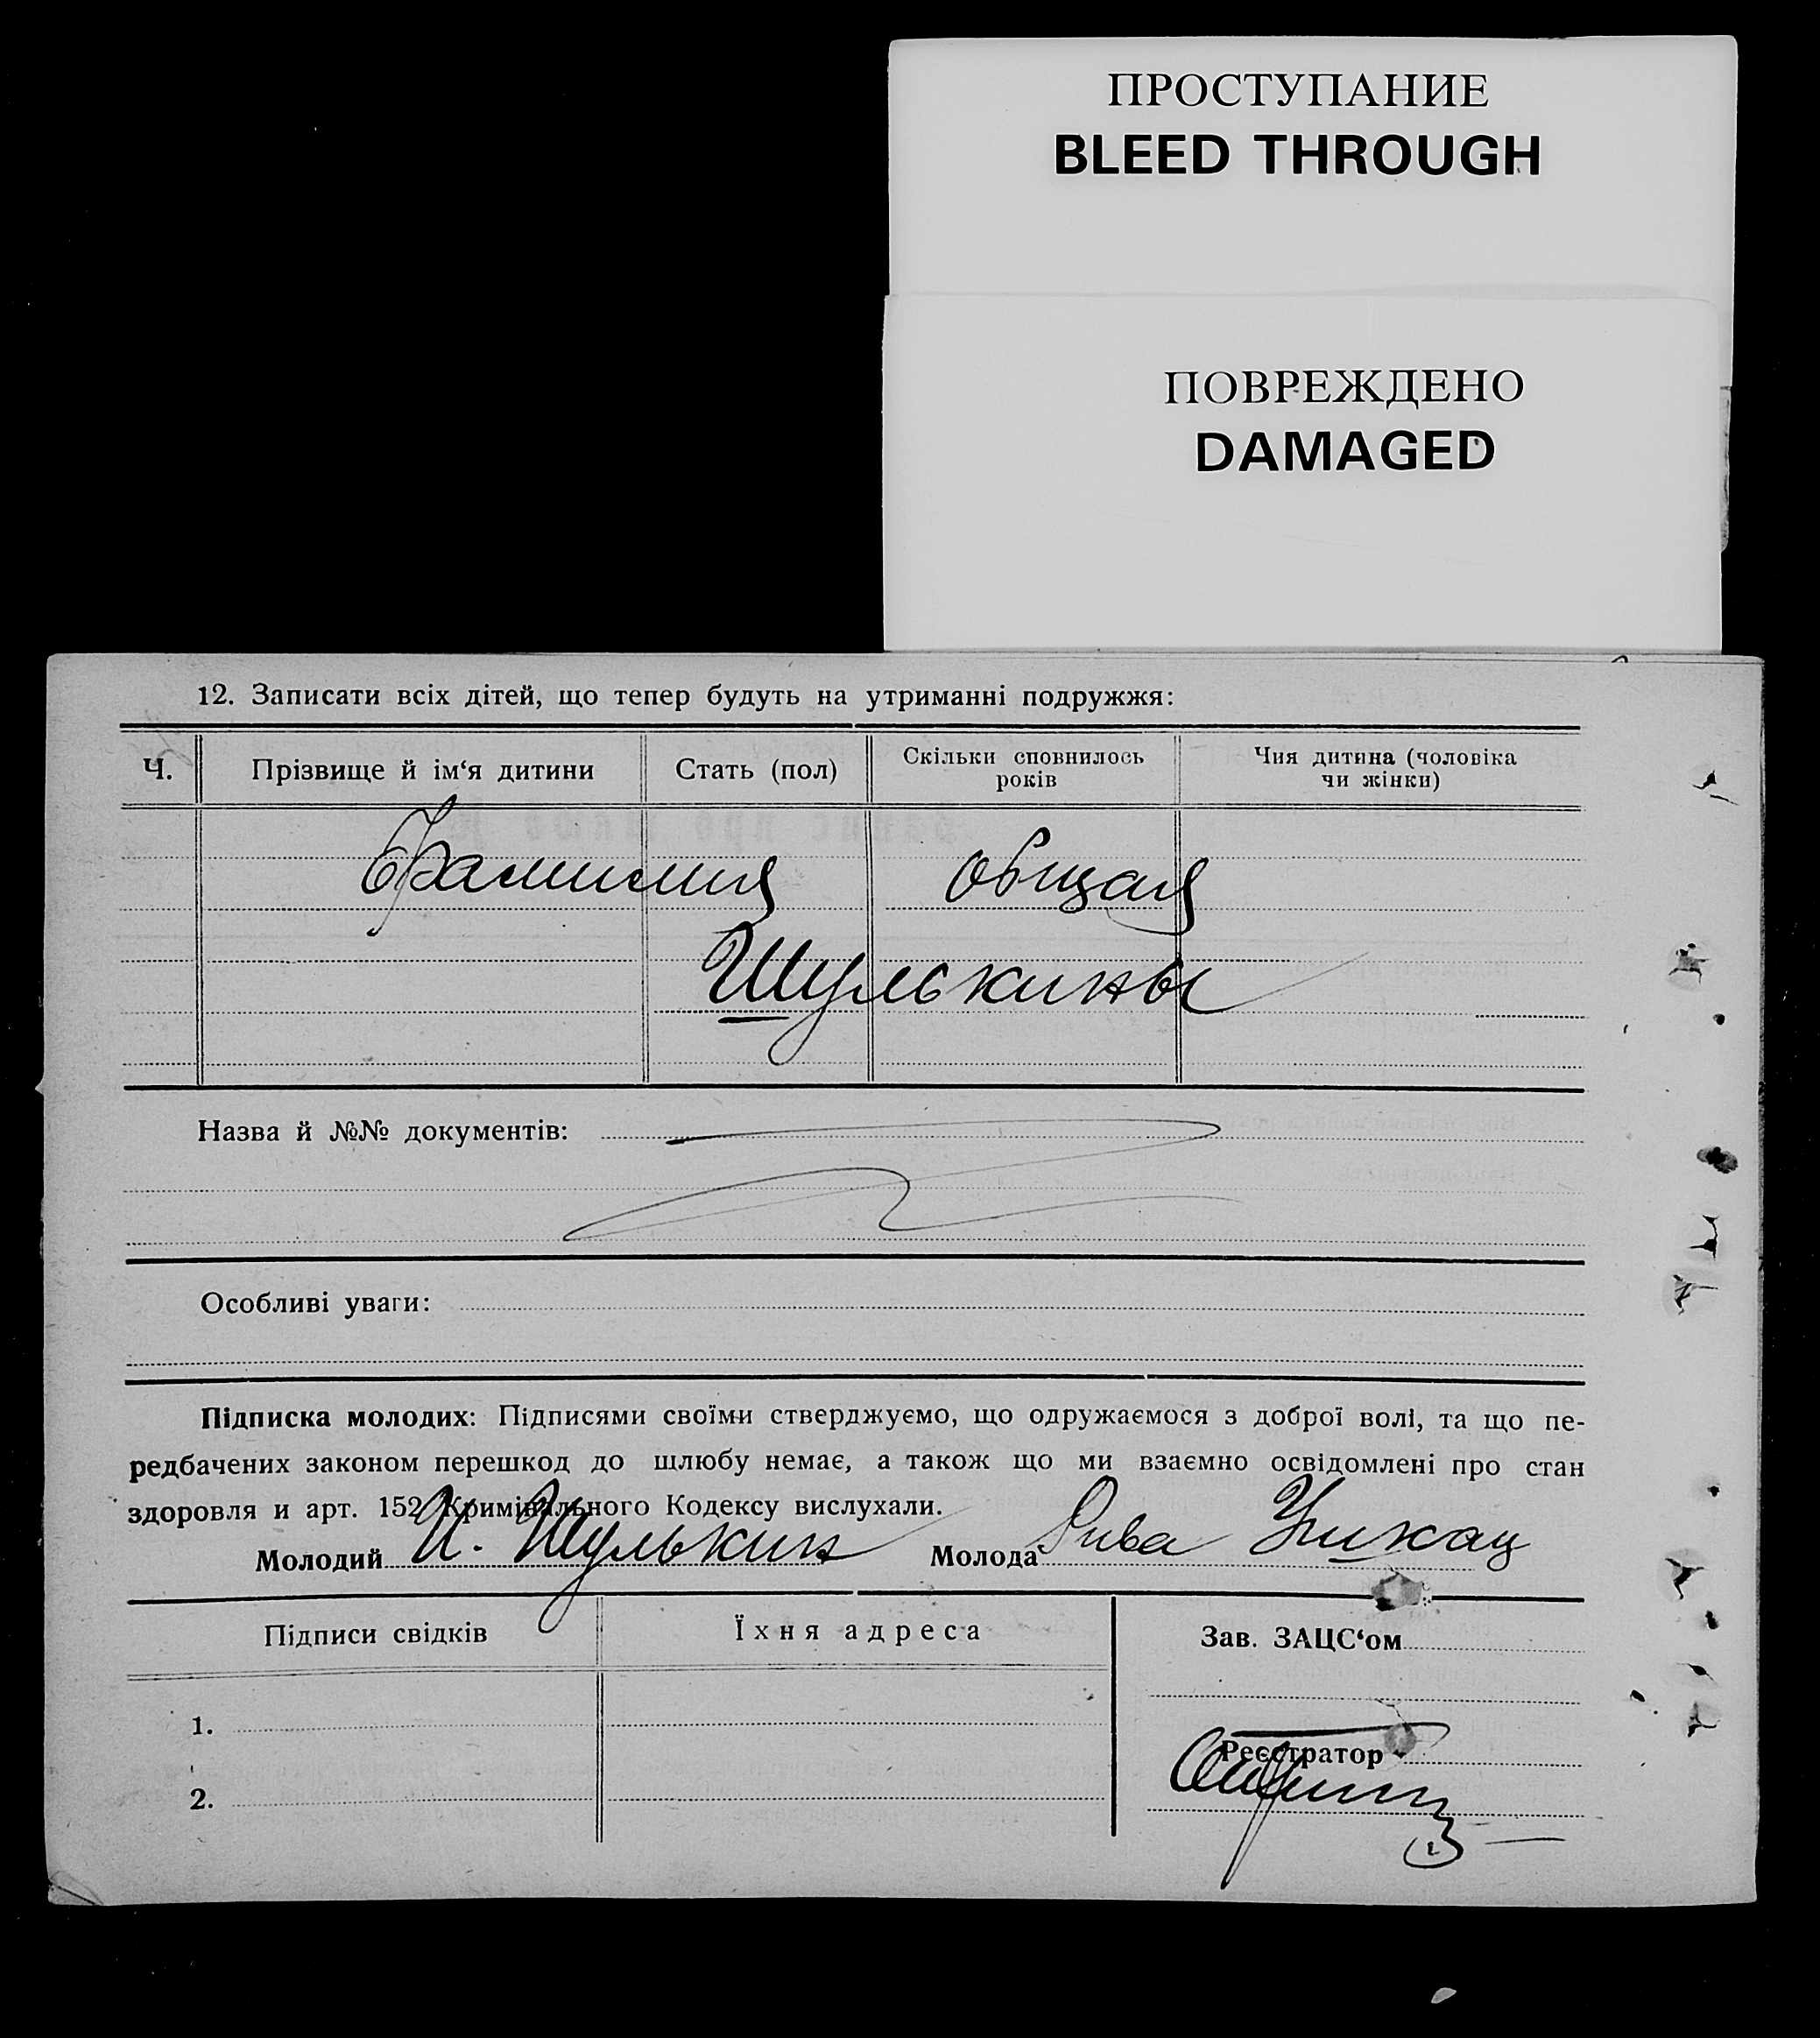 ПРОСТУПАНИЕ
BLEED THROUGH
ПОВРЕЖДЕНО
DAMAGED
12. Записати всіх дітей, що тепер будуть на утриманні подружжя:
Ч. Прізвище й ім‘я дитини Стать (пол) Скільки сповнилось років Чия дитина (чоловіка чи жінки)
Фамилия общая
Шулькины
Назва й №№ документів:
Особливі уваги:
Підписка молодих: Підписями своїми стверджуємо, що одружаємося з доброї волі, та що пе-
редбачених законом перешкод до шлюбу немає, а також що ми взаємно освідомлені про стан
здоровля и арт. 152 Кримінального Кодексу вислухали.
Молодий И. Шулькин Молода Рива
Підписи свідків Їхня адреса Зав. ЗАЦС‘ом
1.
Реєстратор
2.